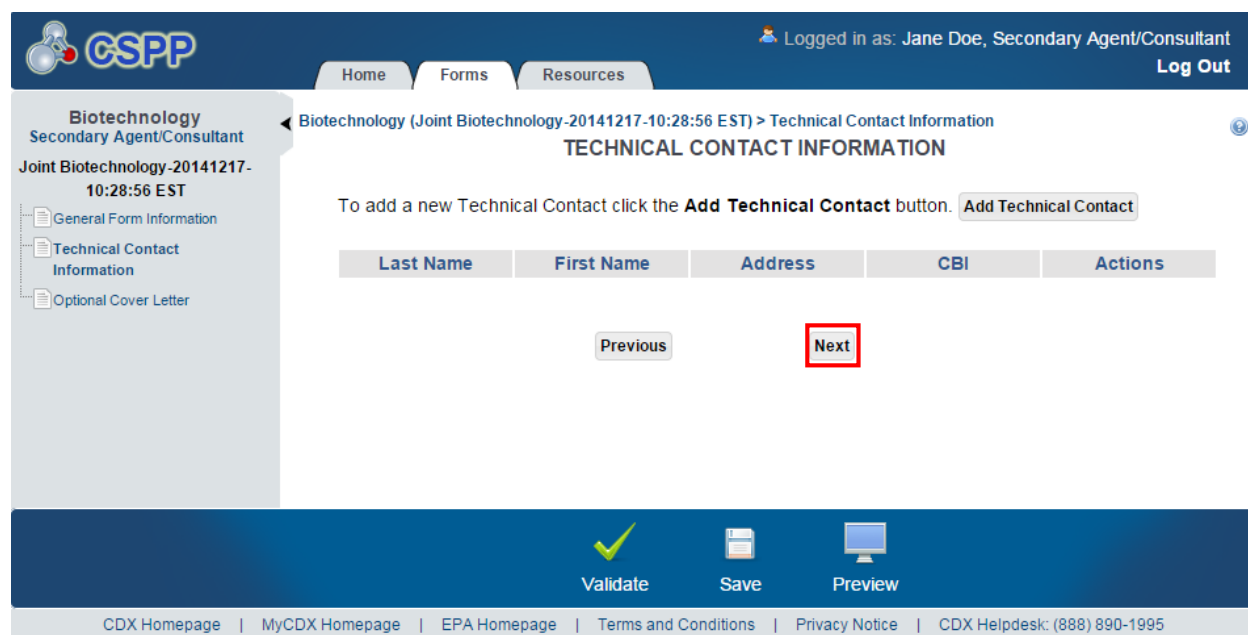 CSPP
Logged in as: Jane Doe, Secondary Agent/Consultant
Log Out
Home Forms Resources
Biotechnology
Secondary Agent/Consultant
Joint Biotechnology-20141217-
10:28:56 EST
General Form Information
Technical Contact
Information
Optional Cover Letter
Biotechnology (Joint Biotechnology-20141217-10:28:56 EST) > Technical Contact Information
TECHNICAL CONTACT INFORMATION
To add a new Technical Contact click the Add Technical Contact button. Add Technical Contact
Last Name First Name Address CBI Actions
Previous Next
Validate Save Preview
CDX Homepage | MyCDX Homepage | EPA Homepage | Terms and Conditions | Privacy Notice | CDX Helpdesk: (888) 890-1995